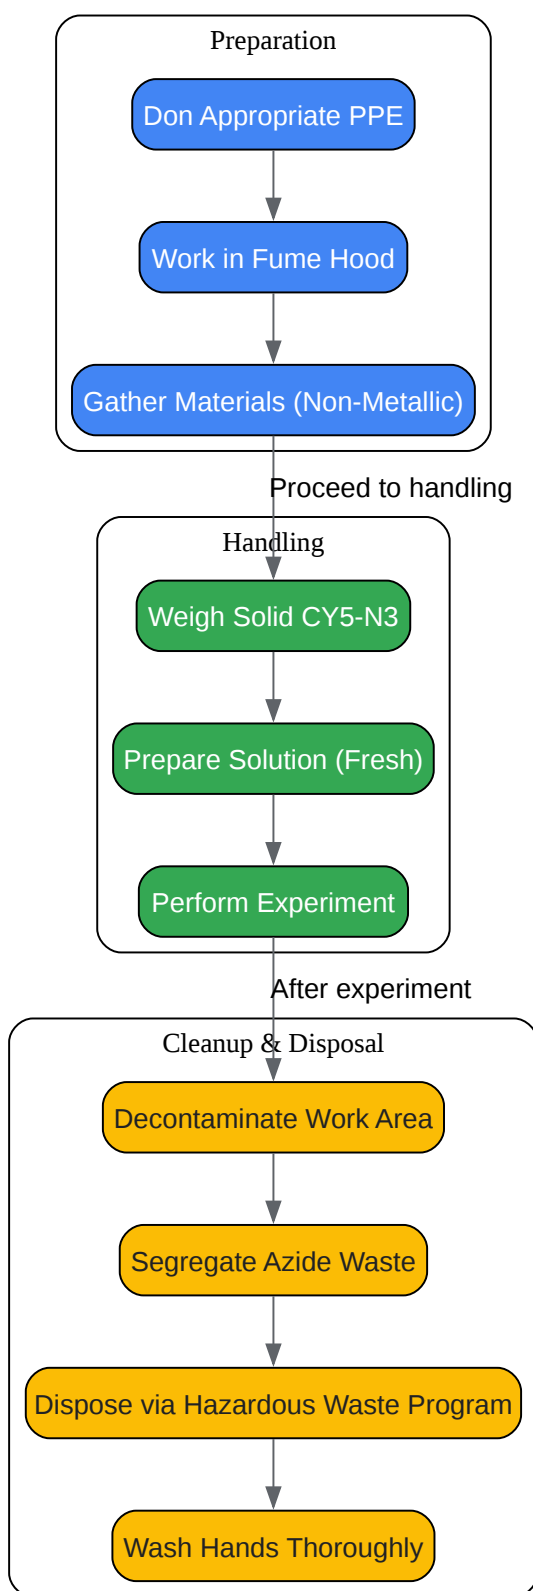 Preparation
Don Appropriate PPE
Work in Fume Hood
Gather Materials (Non-Metallic)
Proceed to handling
Handling
Weigh Solid CY5-N3
Prepare Solution (Fresh)
Perform Experiment
After experiment
Cleanup & Disposal
Decontaminate Work Area
Segregate Azide Waste
Dispose via Hazardous Waste Program
Wash Hands Thoroughly